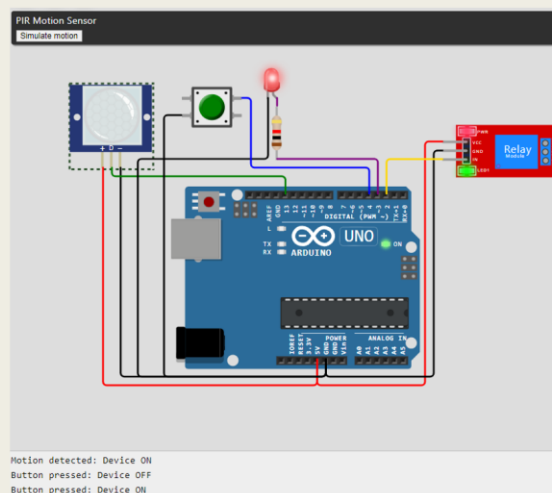 PIR Motion Sensor
Simulate motion
+ D -
PWR
VCC
GND
IN
LED1
Relay
Module
AREF
GND
13
12
~11
~10
~9
8
7
~6
~5
4
~3
2
TX→1
RX←0
DIGITAL (PWM ~)
L
TX
RX
UNO
ARDUINO
ON
IOREF
RESET
3.3V
5V
GND
GND
Vin
POWER
ANALOG IN
A0
A1
A2
A3
A4
A5
Motion detected: Device ON
Button pressed: Device OFF
Button pressed: Device ON